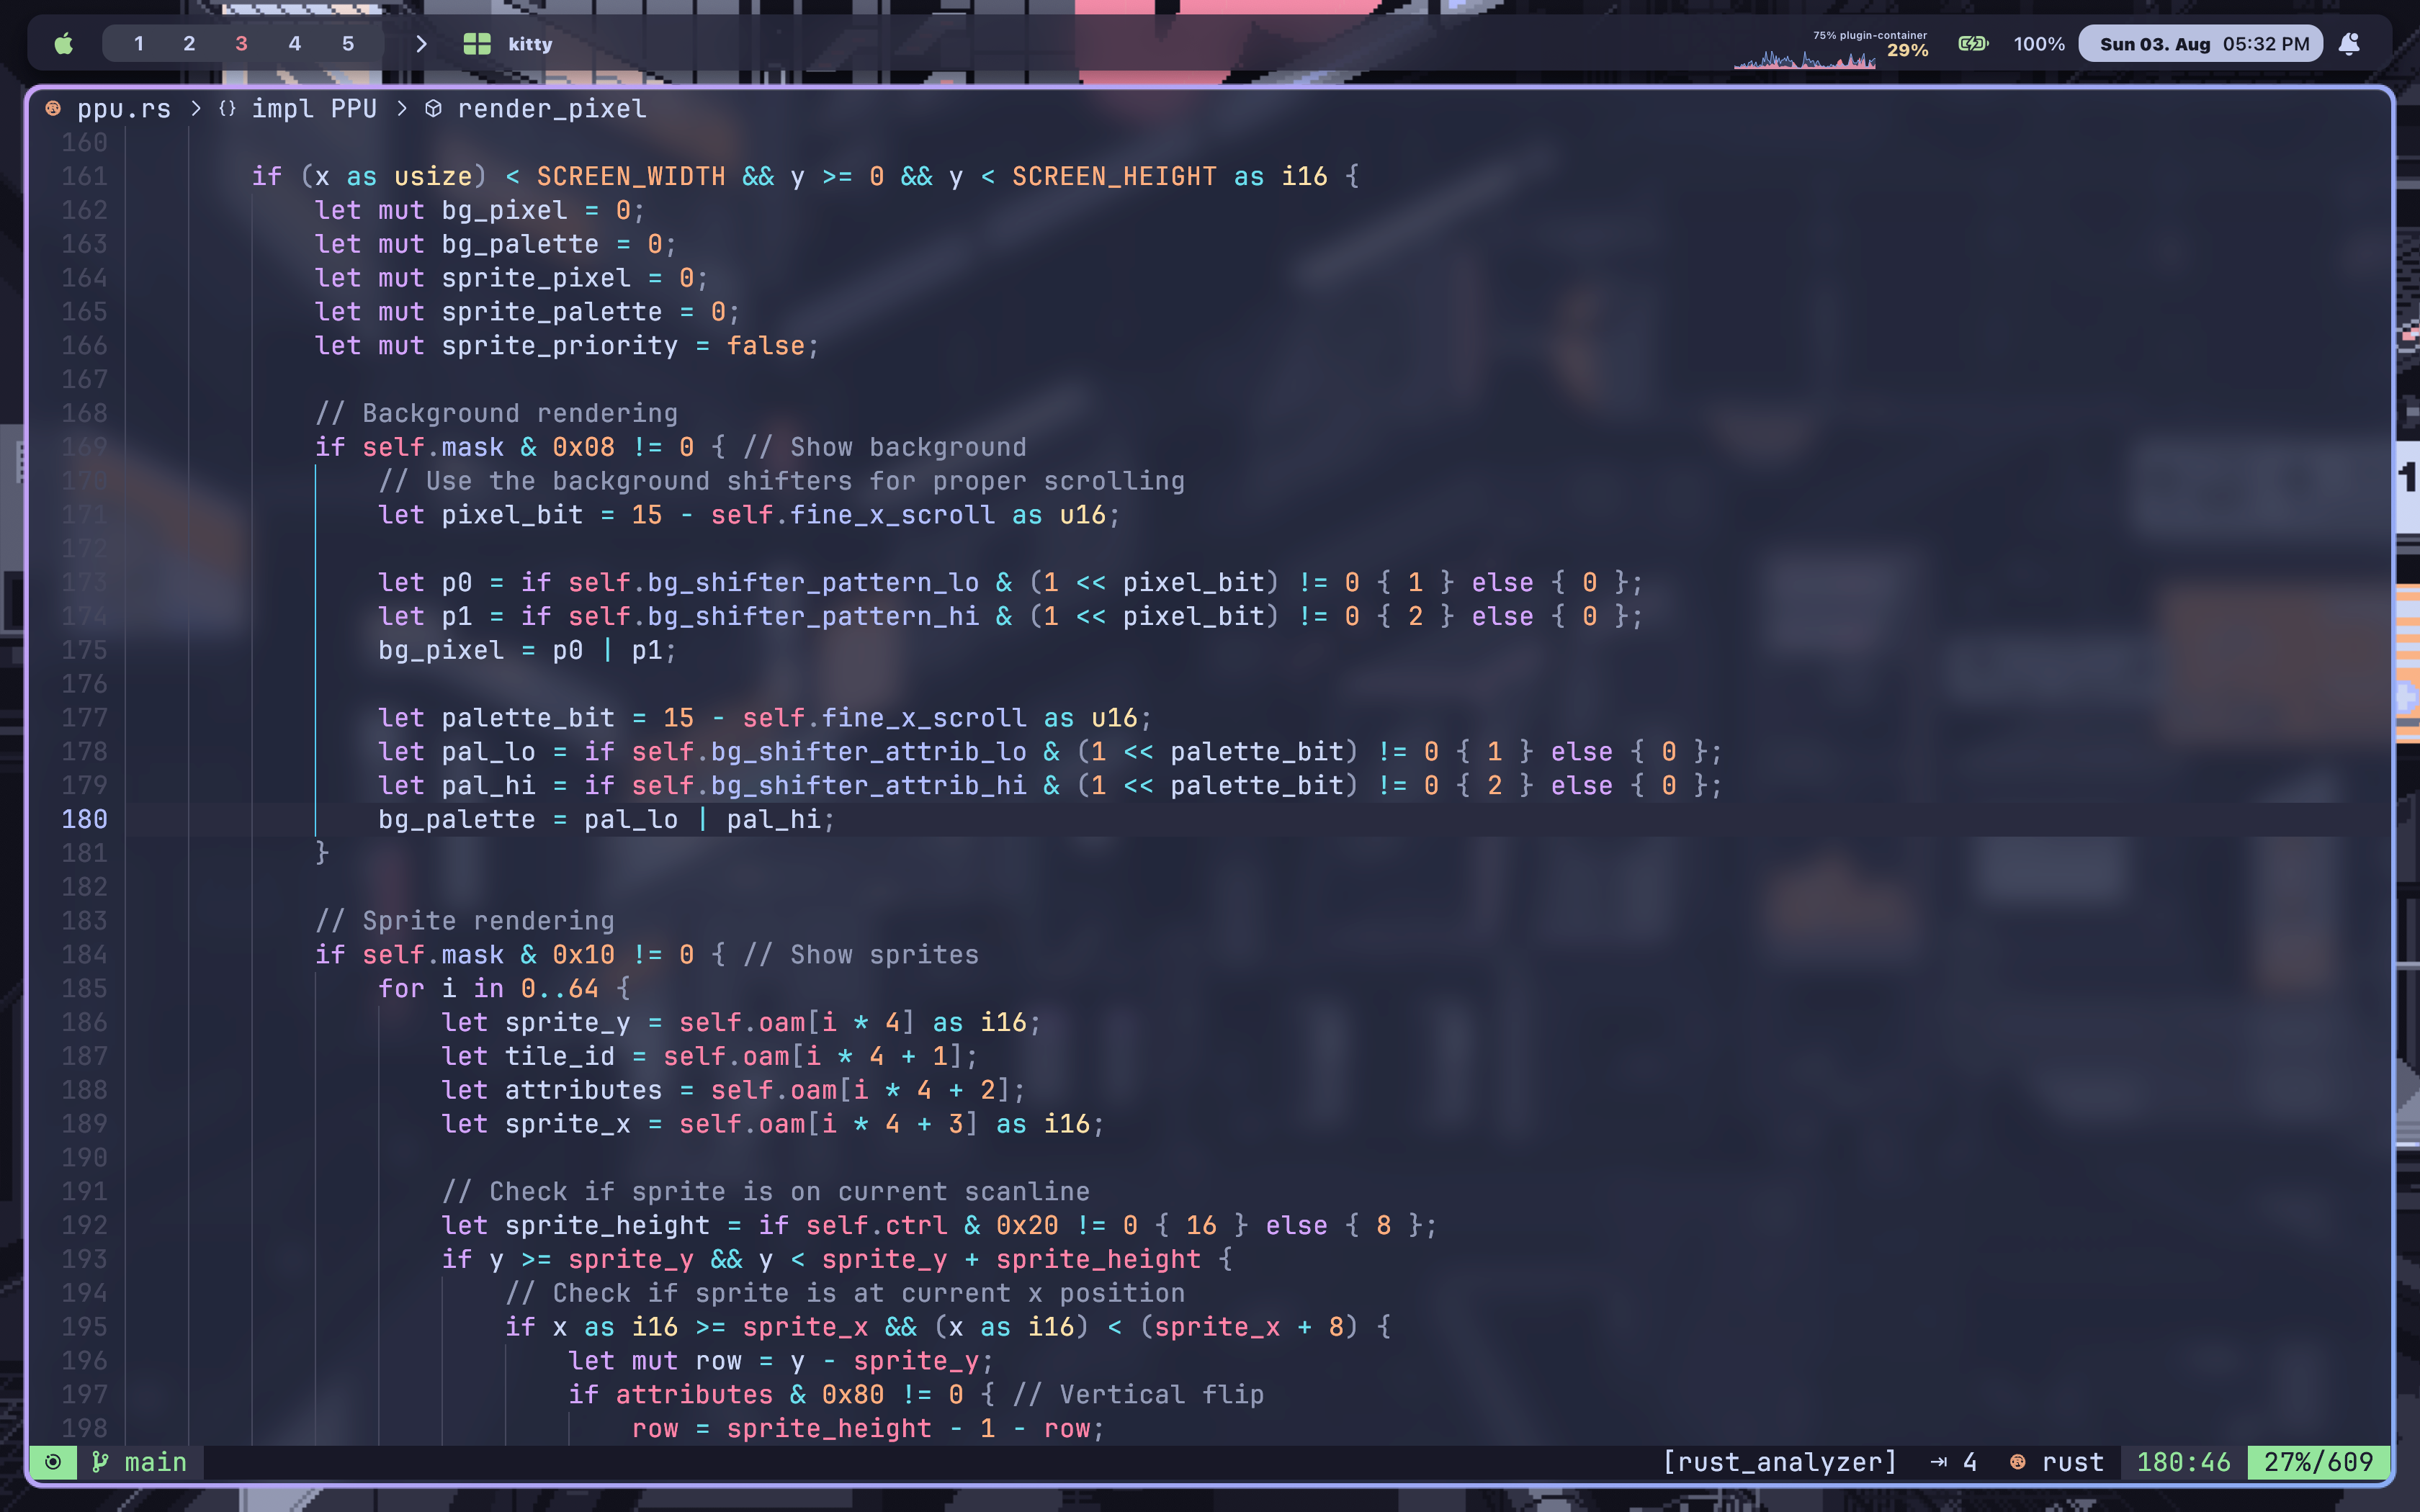 1 2 3 4 5 kitty
75% plugin-container
29%
100% Sun 03. Aug 05:32 PM
ppu.rs > {} impl PPU > render_pixel
160
161 if (x as usize) < SCREEN_WIDTH && y >= 0 && y < SCREEN_HEIGHT as i16 {
162 let mut bg_pixel = 0;
163 let mut bg_palette = 0;
164 let mut sprite_pixel = 0;
165 let mut sprite_palette = 0;
166 let mut sprite_priority = false;
167
168 // Background rendering
169 if self.mask & 0x08 != 0 { // Show background
170 // Use the background shifters for proper scrolling
171 let pixel_bit = 15 - self.fine_x_scroll as u16;
172
173 let p0 = if self.bg_shifter_pattern_lo & (1 << pixel_bit) != 0 { 1 } else { 0 };
174 let p1 = if self.bg_shifter_pattern_hi & (1 << pixel_bit) != 0 { 2 } else { 0 };
175 bg_pixel = p0 | p1;
176
177 let palette_bit = 15 - self.fine_x_scroll as u16;
178 let pal_lo = if self.bg_shifter_attrib_lo & (1 << palette_bit) != 0 { 1 } else { 0 };
179 let pal_hi = if self.bg_shifter_attrib_hi & (1 << palette_bit) != 0 { 2 } else { 0 };
180 bg_palette = pal_lo | pal_hi;
181 }
182
183 // Sprite rendering
184 if self.mask & 0x10 != 0 { // Show sprites
185 for i in 0..64 {
186 let sprite_y = self.oam[i * 4] as i16;
187 let tile_id = self.oam[i * 4 + 1];
188 let attributes = self.oam[i * 4 + 2];
189 let sprite_x = self.oam[i * 4 + 3] as i16;
190
191 // Check if sprite is on current scanline
192 let sprite_height = if self.ctrl & 0x20 != 0 { 16 } else { 8 };
193 if y >= sprite_y && y < sprite_y + sprite_height {
194 // Check if sprite is at current x position
195 if x as i16 >= sprite_x && (x as i16) < (sprite_x + 8) {
196 let mut row = y - sprite_y;
197 if attributes & 0x80 != 0 { // Vertical flip
198 row = sprite_height - 1 - row;
main [rust_analyzer] 4 rust 180:46 27%/609